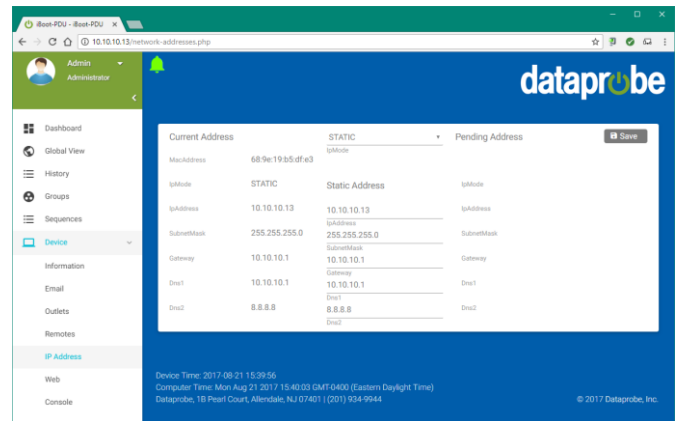 iBoot-PDU - iBoot-PDU
10.10.10.13/network-addresses.php
Admin
Administrator
dataprobe
Dashboard
Global View
History
Groups
Sequences
Device
Information
Email
Outlets
Remotes
IP Address
Web
Console
Current Address STATIC Pending Address Save
IpMode
MacAddress 68:9e:19:b5:df:e3
IpMode STATIC Static Address IpMode
IpAddress 10.10.10.13 10.10.10.13 IpAddress
IpAddress
SubnetMask 255.255.255.0 255.255.255.0 SubnetMask
SubnetMask
Gateway 10.10.10.1 10.10.10.1 Gateway
Gateway
Dns1 10.10.10.1 10.10.10.1 Dns1
Dns1
Dns2 8.8.8.8 8.8.8.8 Dns2
Dns2
Device Time: 2017-08-21 15:39:56
Computer Time: Mon Aug 21 2017 15:40:03 GMT-0400 (Eastern Daylight Time)
Dataprobe, 1B Pearl Court, Allendale, NJ 07401 | (201) 934-9944 © 2017 Dataprobe, Inc.